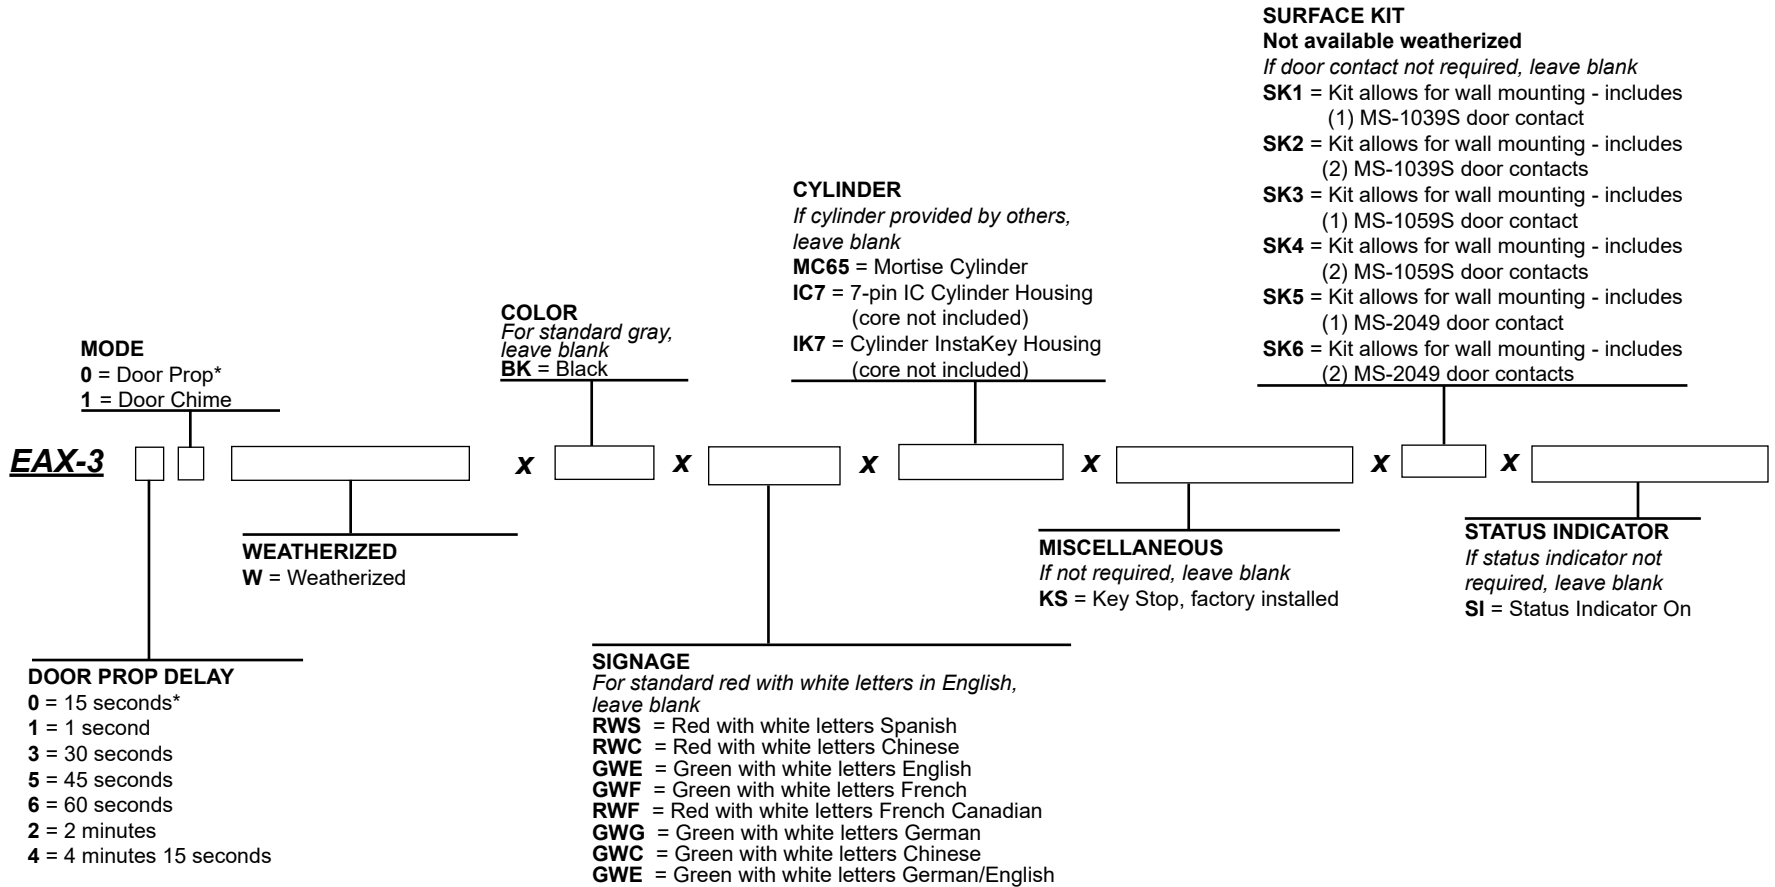 SURFACE KIT
Not available weatherized
If door contact not required, leave blank
SK1 = Kit allows for wall mounting - includes
(1) MS-1039S door contact
SK2 = Kit allows for wall mounting - includes
(2) MS-1039S door contacts
SK3 = Kit allows for wall mounting - includes
(1) MS-1059S door contact
SK4 = Kit allows for wall mounting - includes
(2) MS-1059S door contacts
SK5 = Kit allows for wall mounting - includes
(1) MS-2049 door contact
SK6 = Kit allows for wall mounting - includes
(2) MS-2049 door contacts
CYLINDER
If cylinder provided by others,
leave blank
MC65 = Mortise Cylinder
IC7 = 7-pin IC Cylinder Housing
(core not included)
IK7 = Cylinder InstaKey Housing
(core not included)
COLOR
For standard gray,
leave blank
BK = Black
MODE
0 = Door Prop*
1 = Door Chime
EAX-3 x x x x x x
WEATHERIZED
W = Weatherized
MISCELLANEOUS
If not required, leave blank
KS = Key Stop, factory installed
STATUS INDICATOR
If status indicator not
required, leave blank
SI = Status Indicator On
DOOR PROP DELAY
0 = 15 seconds*
1 = 1 second
3 = 30 seconds
5 = 45 seconds
6 = 60 seconds
2 = 2 minutes
4 = 4 minutes 15 seconds
SIGNAGE
For standard red with white letters in English,
leave blank
RWS = Red with white letters Spanish
RWC = Red with white letters Chinese
GWE = Green with white letters English
GWF = Green with white letters French
RWF = Red with white letters French Canadian
GWG = Green with white letters German
GWC = Green with white letters Chinese
GWE = Green with white letters German/English